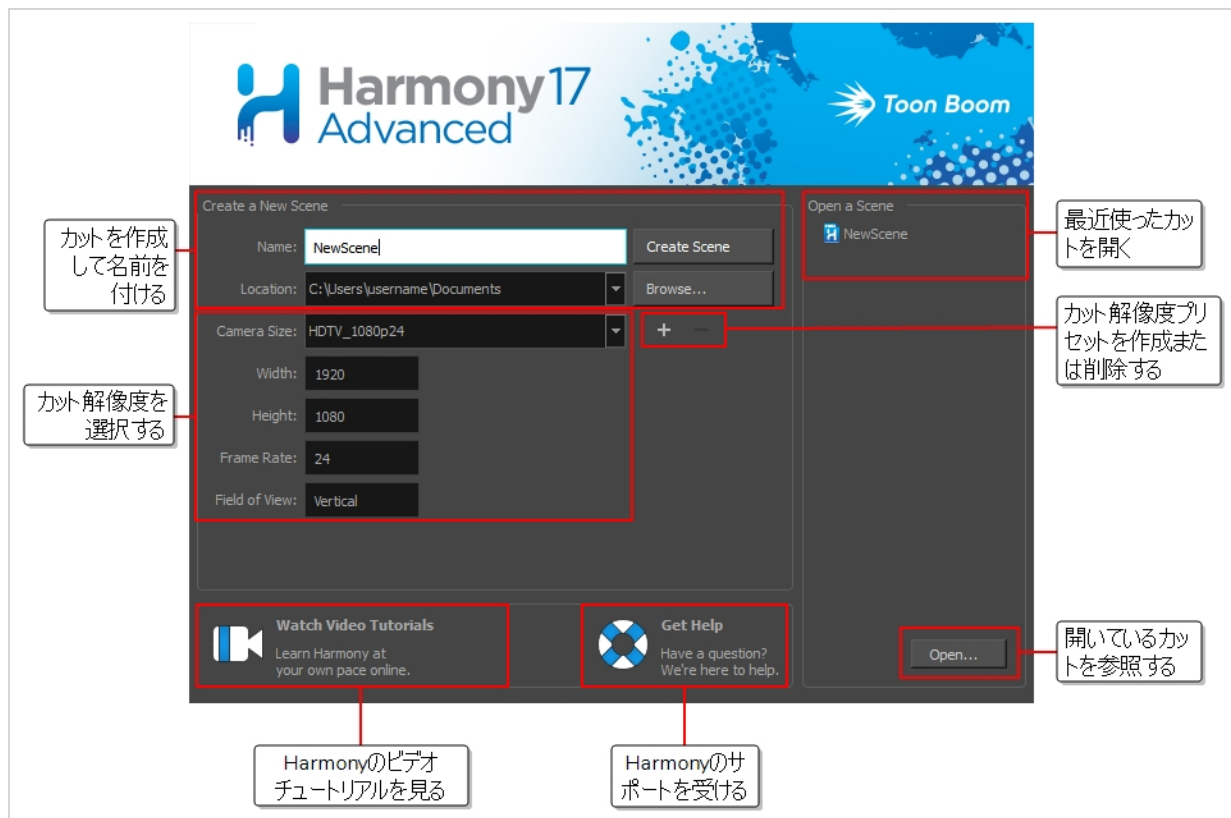 Harmony 17
Advanced
Toon Boom
Create a New Scene
Name:
NewScene
Create Scene
Location:
C:\Users\username\Documents
Browse...
Camera Size:
HDTV_1080p24
+ −
Width:
1920
Height:
1080
Frame Rate:
24
Field of View:
Vertical
Open a Scene
NewScene
Watch Video Tutorials
Learn Harmony at
your own pace online.
Get Help
Have a question?
We're here to help.
Open...
カットを作成
して名前を
付ける
カット解像度を
選択する
最近使ったカッ
トを開く
カット解像度プリ
セットを作成また
は削除する
開いているカッ
トを参照する
Harmonyのビデオ
チュートリアルを見る
Harmonyのサ
ポートを受ける